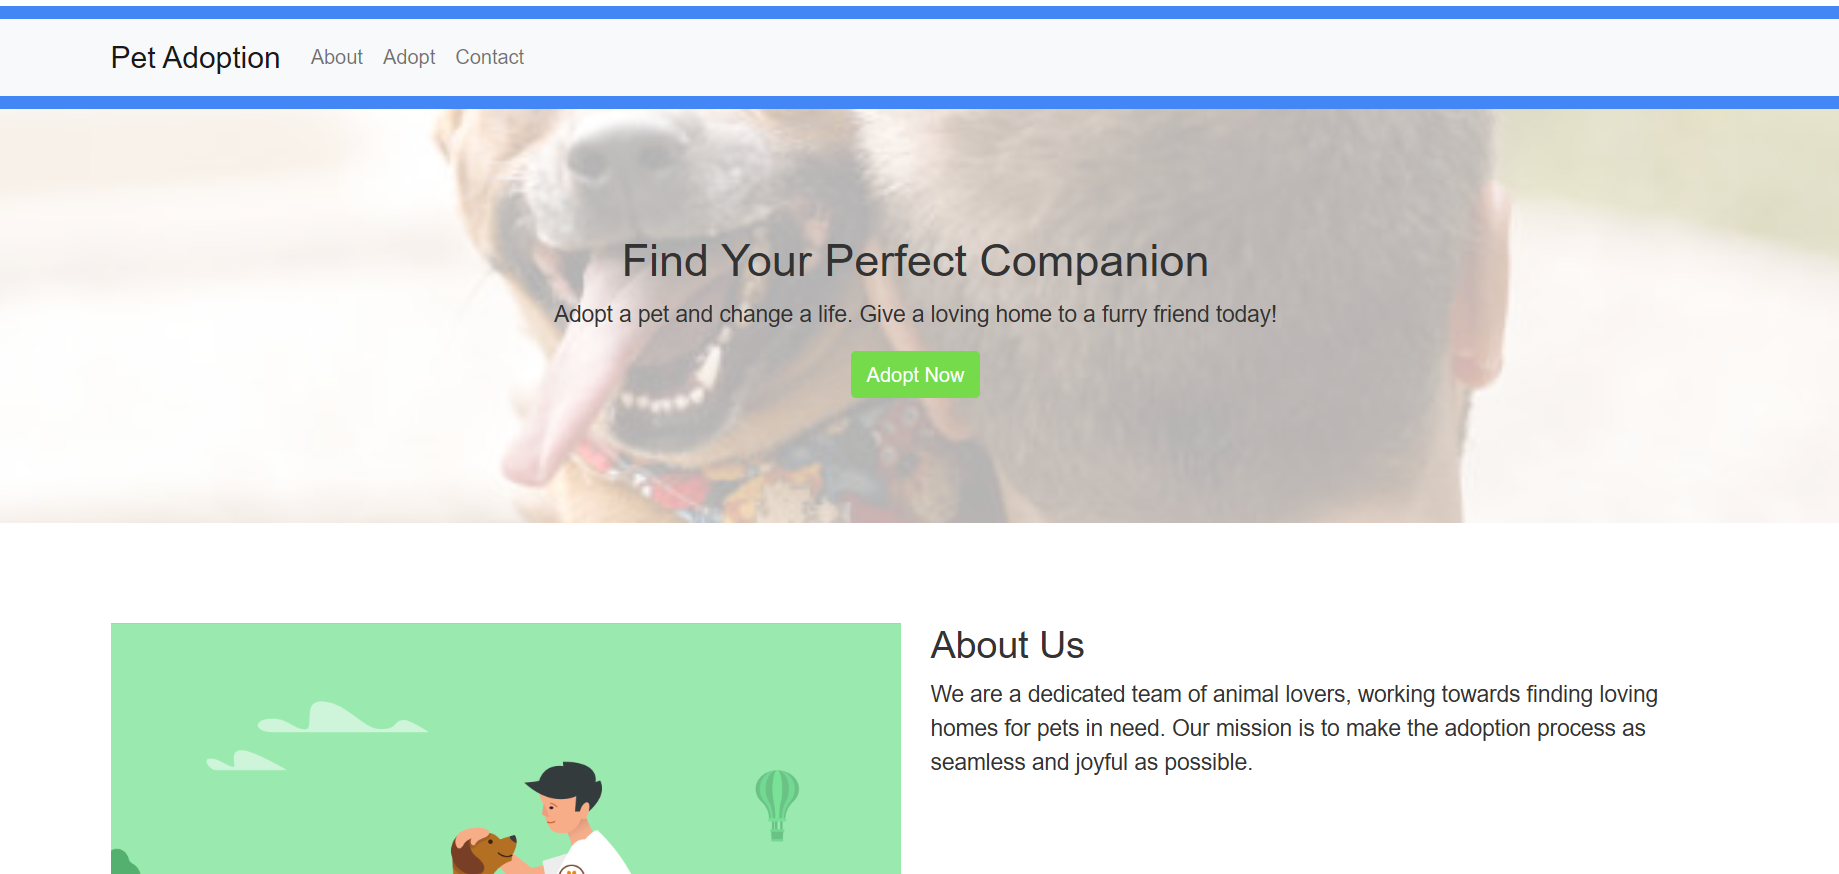 Pet Adoption
About
Adopt
Contact
Find Your Perfect Companion
Adopt a pet and change a life. Give a loving home to a furry friend today!
Adopt Now
About Us
We are a dedicated team of animal lovers, working towards finding loving
homes for pets in need. Our mission is to make the adoption process as
seamless and joyful as possible.